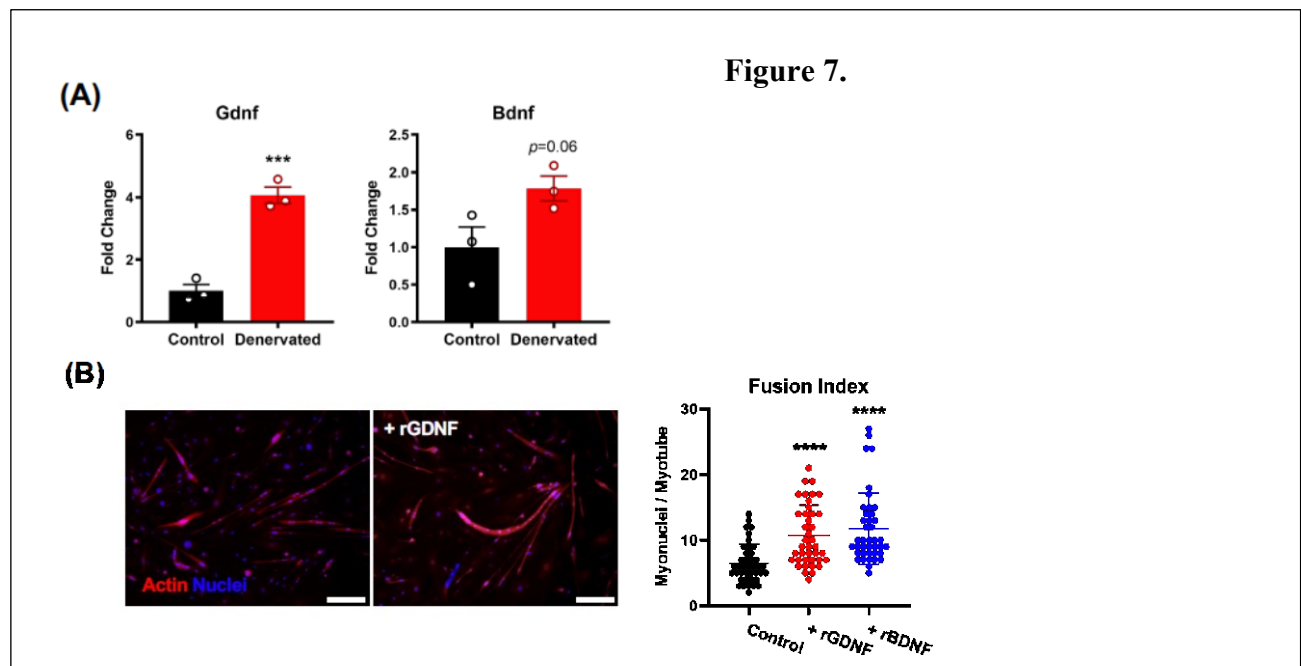 Figure 7.
(A)
Gdnf
Fold Change
6
4
2
0
***
Control Denervated
Bdnf
Fold Change
2.5
2.0
1.5
1.0
0.5
0.0
p=0.06
Control Denervated
(B)
Actin Nuclei
+ rGDNF
Fusion Index
Myonuclei / Myotube
30
20
10
0
****
****
Control
+ rGDNF
+ rBDNF